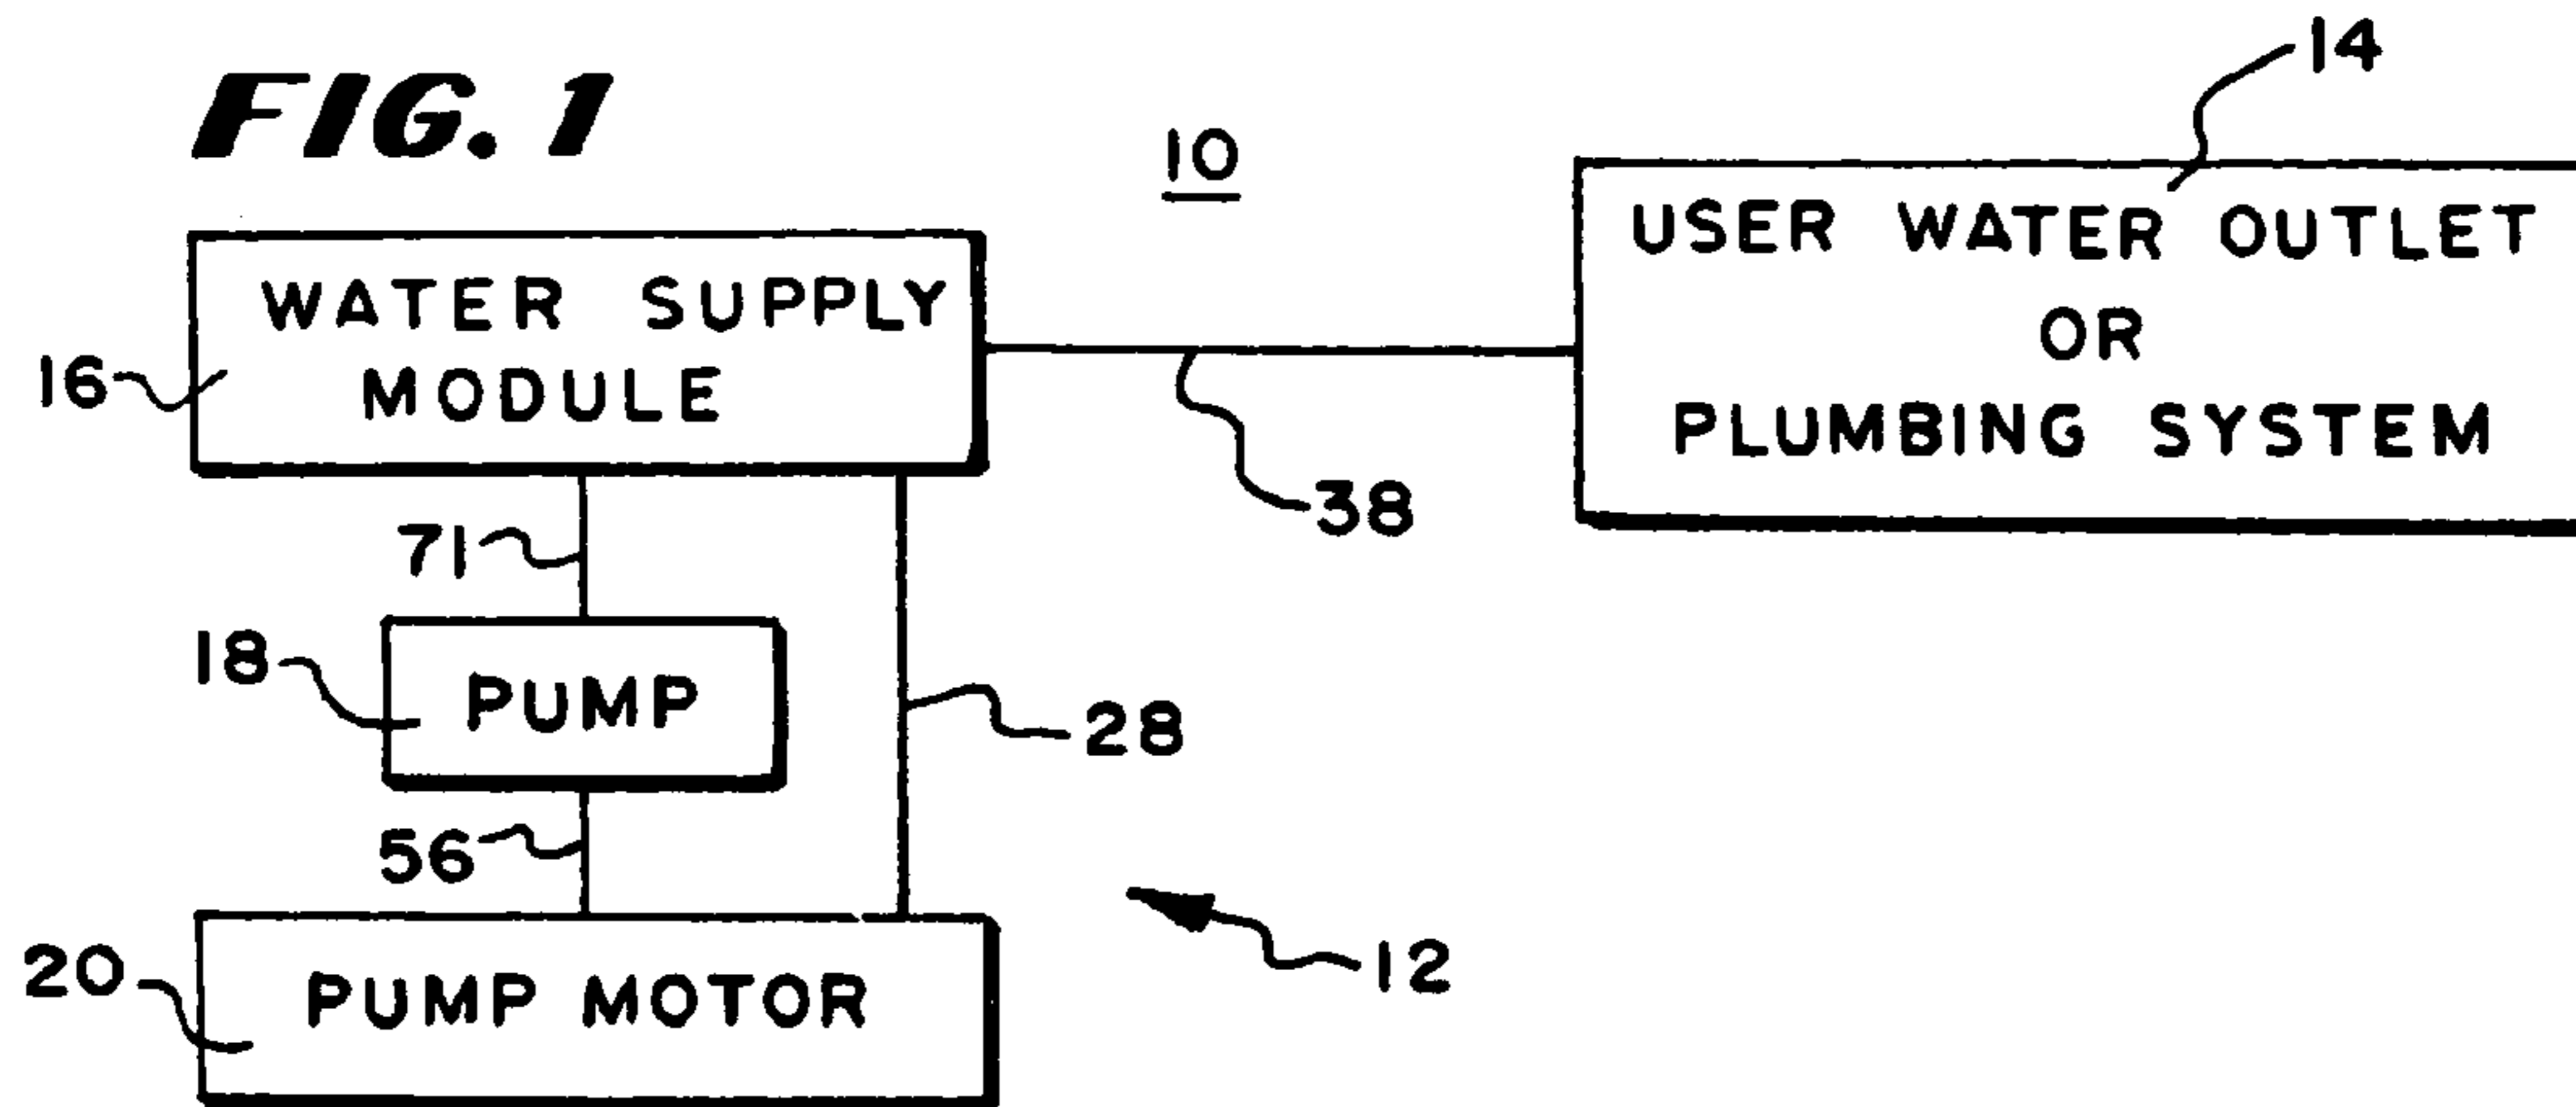 FIG. 1
14
10
USER WATER OUTLET
OR
PLUMBING SYSTEM
WATER SUPPLY
MODULE
16
38
71
18
PUMP
28
56
12
20
PUMP MOTOR